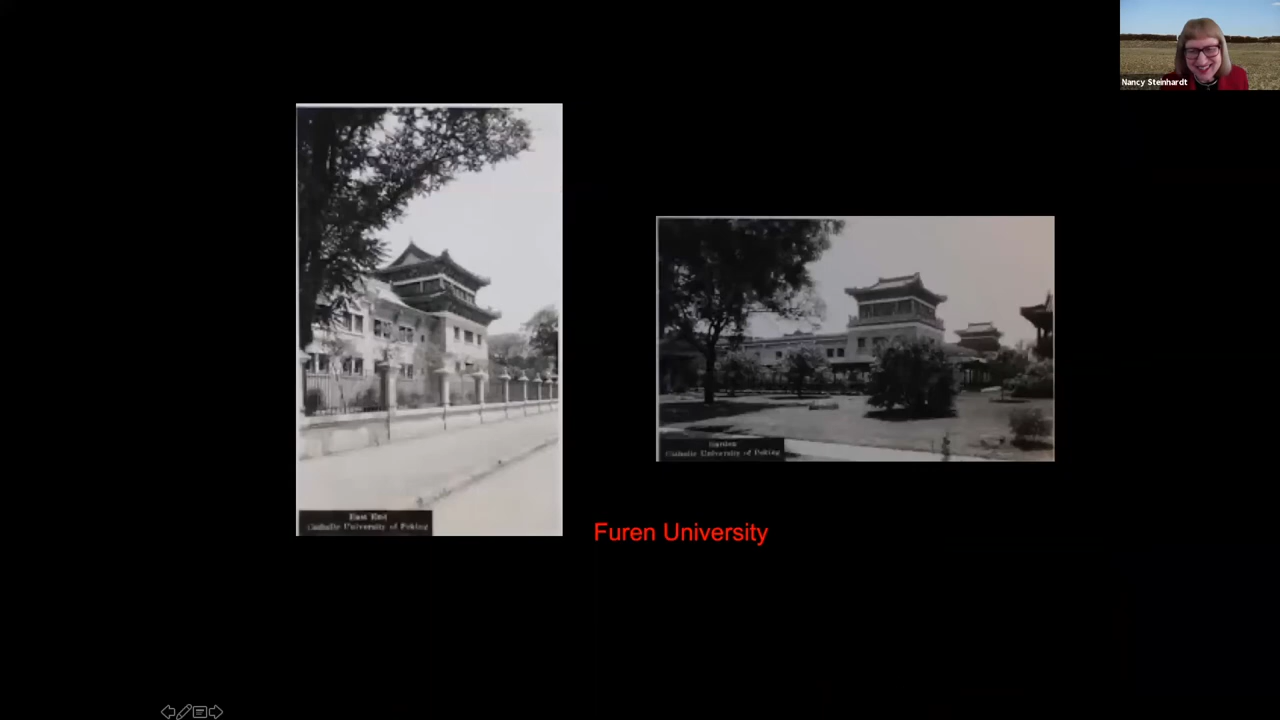 Nancy Steinhardt
East End
Catholic University of Peking
Garden
Catholic University of Peking
Furen University